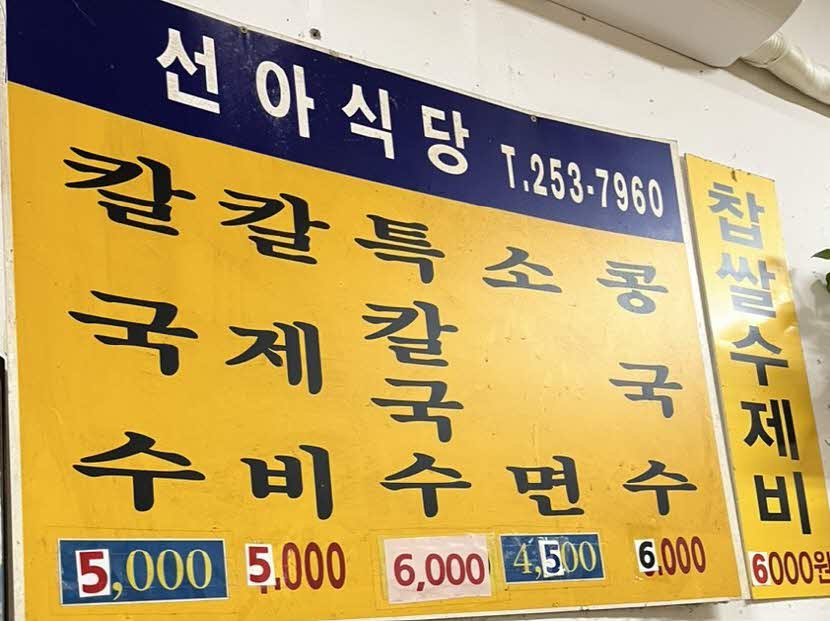 선아식당 T.253-7960
칼국수
칼제비
특칼국수
소면
콩국수
5,000
5,000
6,000
4,500
6,000
찹쌀수제비
6000원